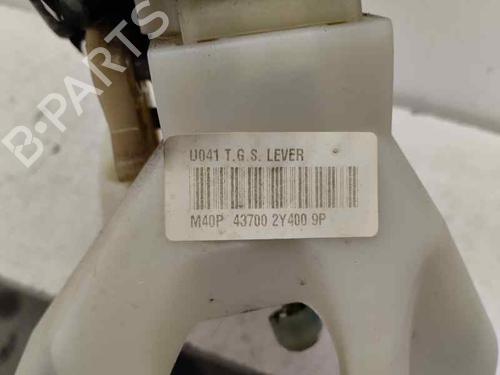 B-PARTS
U041 T.G.S. LEVER
M40P 43700 2Y400 9P